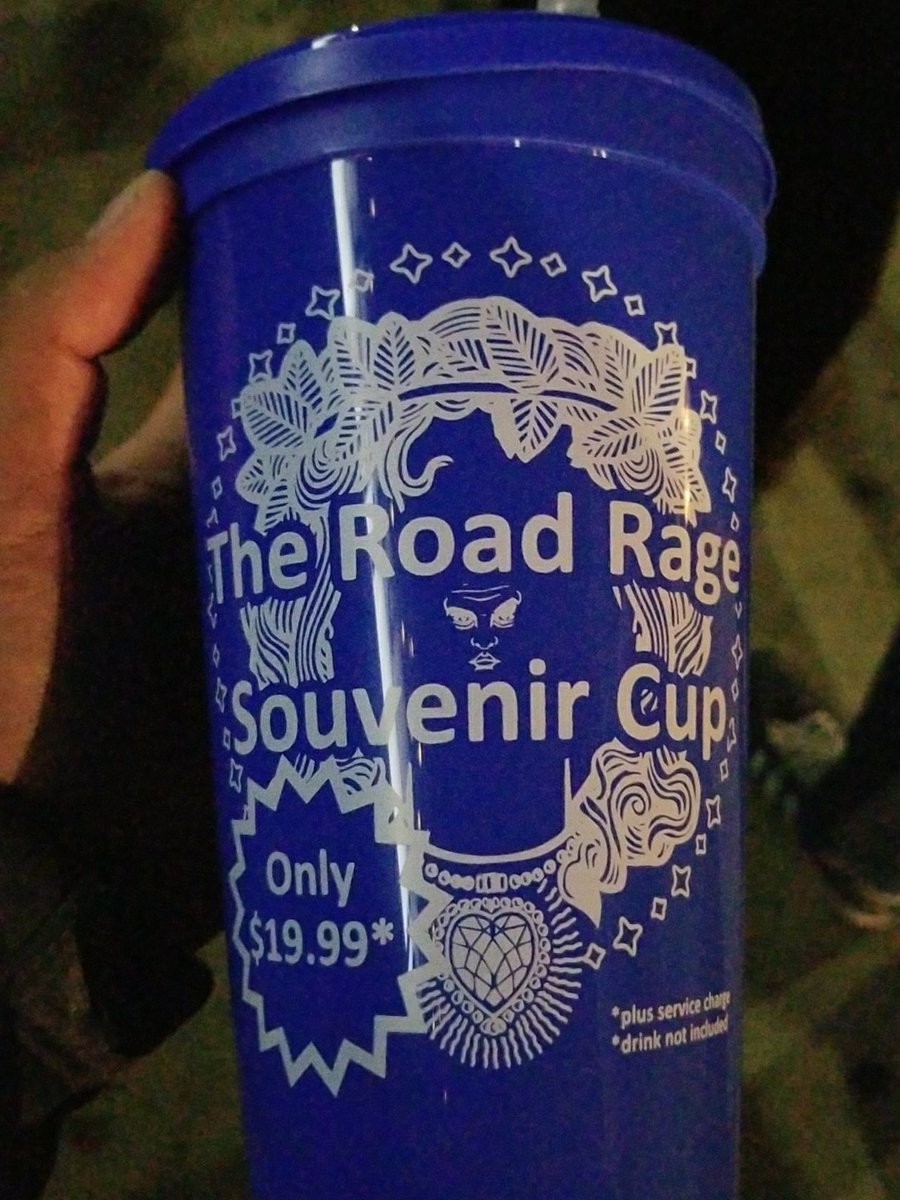 The Road Rage
Souvenir Cup
Only
$19.99*
*plus service charge
*drink not included